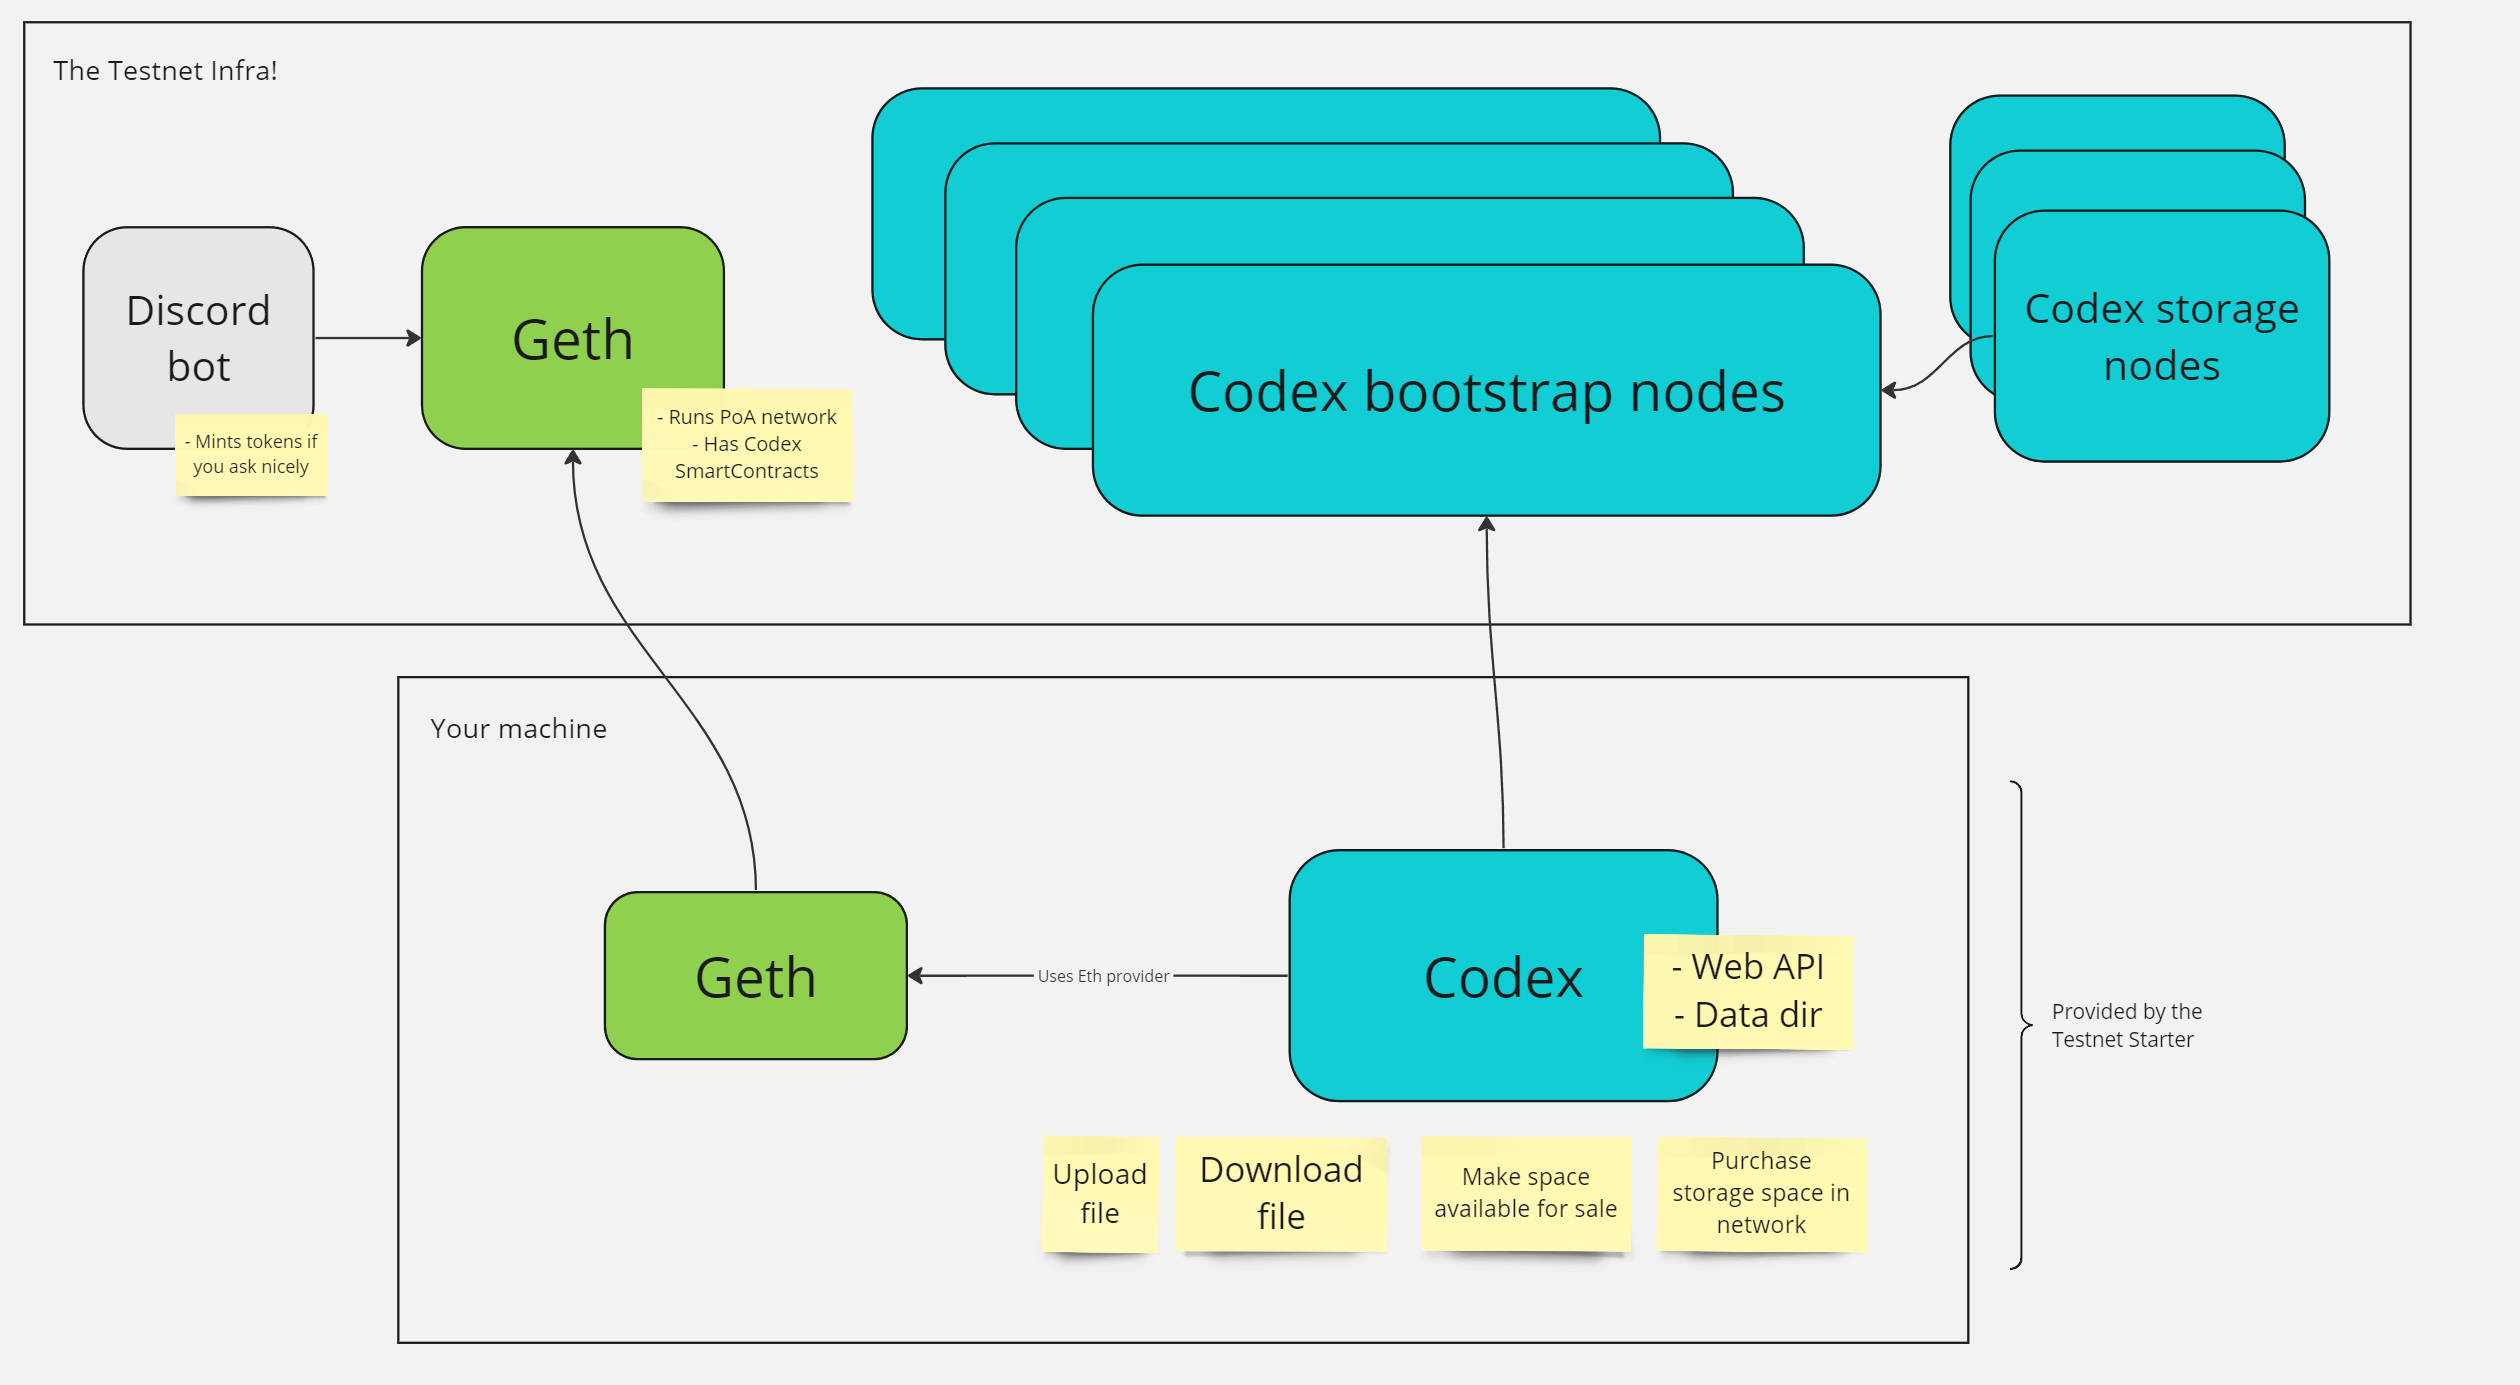 The Testnet Infra!
Discord
bot
- Mints tokens if
you ask nicely
Geth
- Runs PoA network
- Has Codex
SmartContracts
Codex bootstrap nodes
Codex storage
nodes
Your machine
Geth
Uses Eth provider
Codex
- Web API
- Data dir
Upload
file
Download
file
Make space
available for sale
Purchase
storage space in
network
Provided by the
Testnet Starter